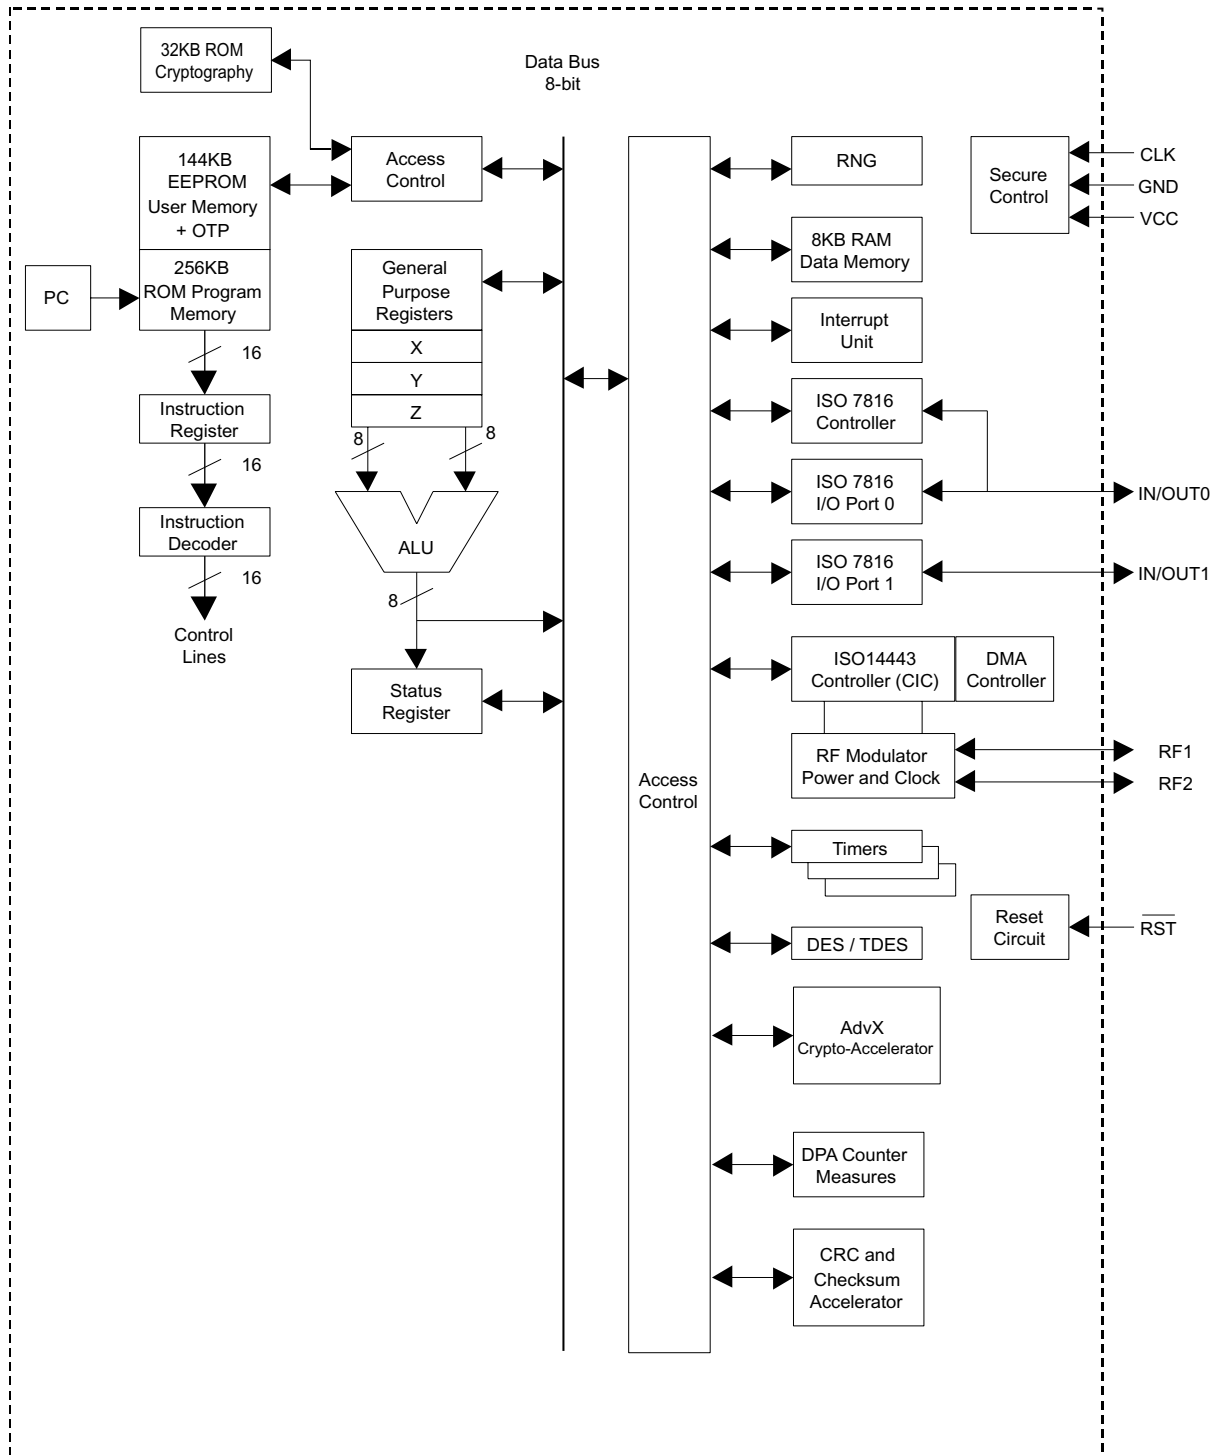 32KB ROM
Cryptography
Data Bus
8-bit
144KB
EEPROM
User Memory
+ OTP
Access
Control
RNG
Secure
Control
CLK
GND
VCC
256KB
ROM Program
Memory
PC
General
Purpose
Registers
X
Y
Z
8KB RAM
Data Memory
Interrupt
Unit
16
Instruction
Register
16
Instruction
Decoder
16
Control
Lines
8
8
ALU
8
Status
Register
ISO 7816
Controller
ISO 7816
I/O Port 0
IN/OUT0
ISO 7816
I/O Port 1
IN/OUT1
ISO14443
Controller (CIC)
DMA
Controller
RF Modulator
Power and Clock
RF1
RF2
Access
Control
Timers
Reset
Circuit
RST
DES / TDES
AdvX
Crypto-Accelerator
DPA Counter
Measures
CRC and
Checksum
Accelerator